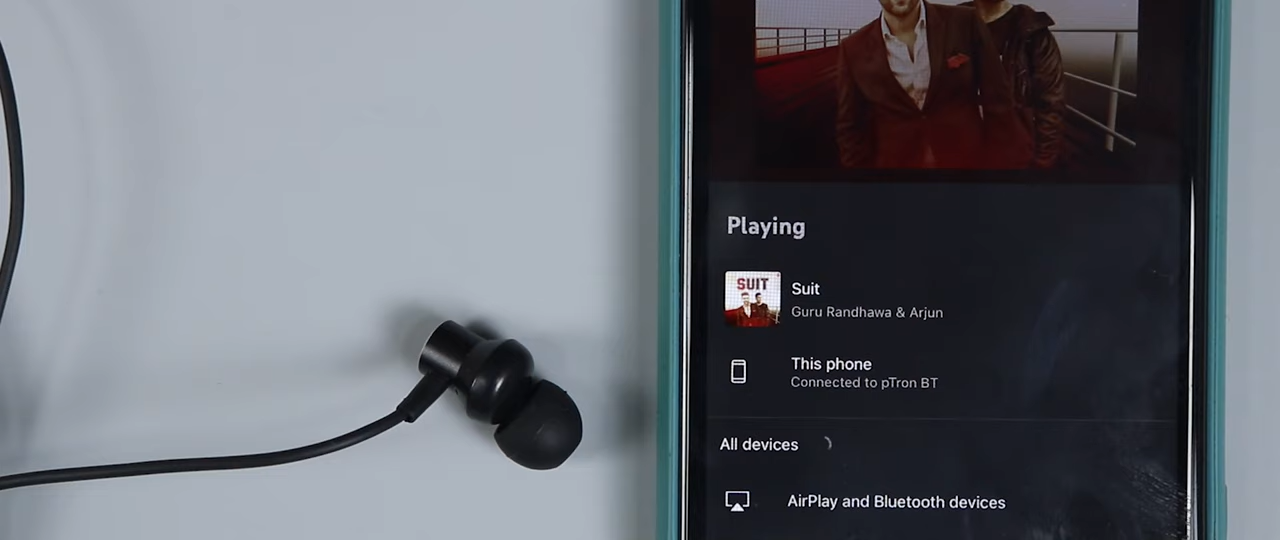 Playing
SUIT
Suit
Guru Randhawa & Arjun
This phone
Connected to pTron BT
All devices
AirPlay and Bluetooth devices